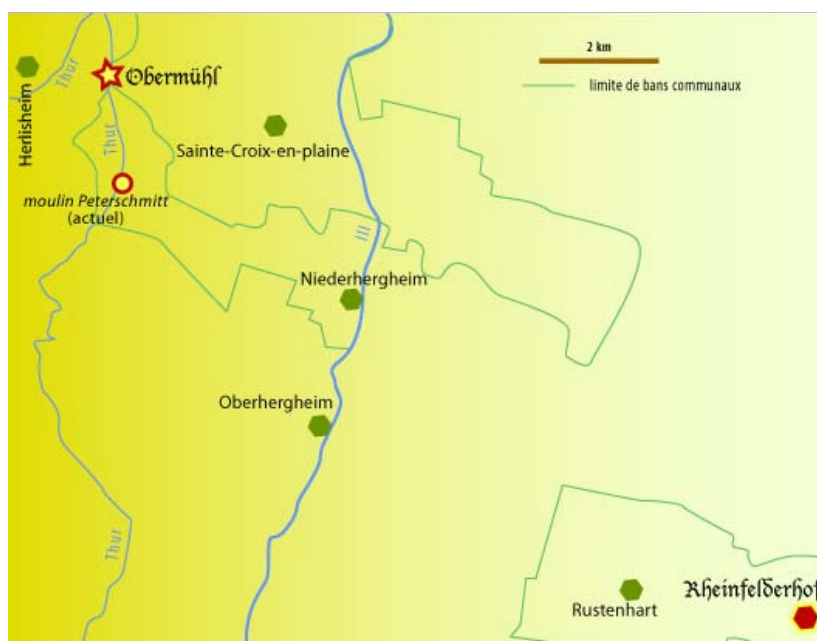 2 km
limite de bans communaux
Herlisheim
Thur
Obermühl
Thur
Sainte-Croix-en-plaine
moulin Peterschmitt
(actuel)
Ill
Niederhergheim
Oberhergheim
Thur
Rustenhart
Rheinfelderhof